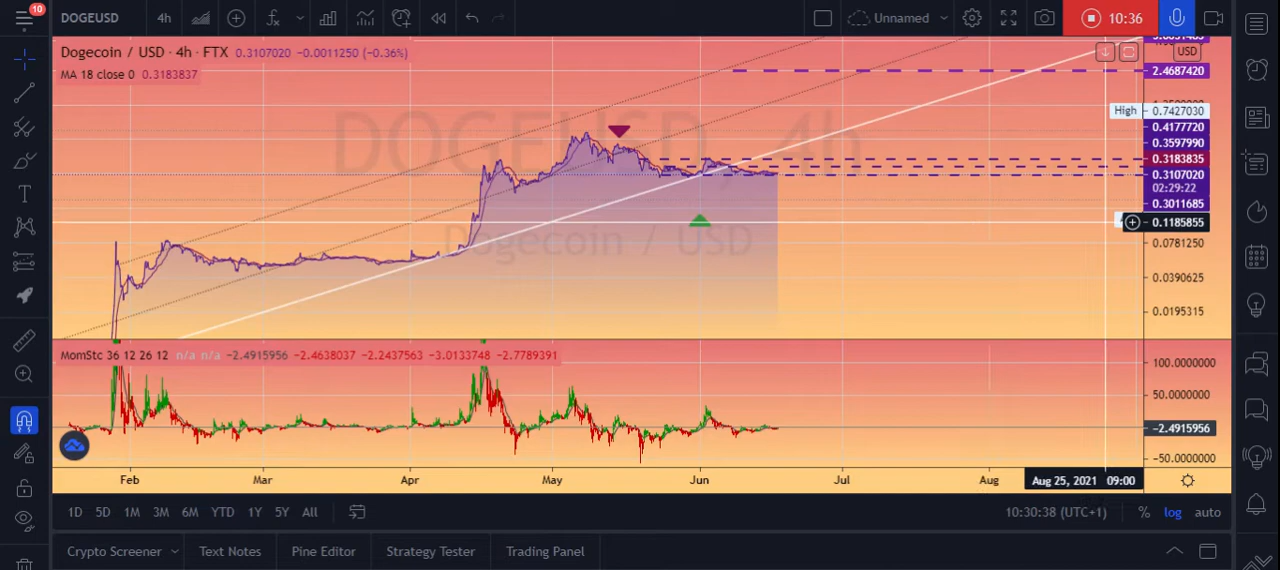 10
DOGEUSD 4h Unnamed 10:36
Dogecoin / USD · 4h · FTX 0.3107020 −0.0011250 (−0.36%)
MA 18 close 0 0.3183837
USD
2.4687420
High 0.7427030
0.4177720
0.3597990
0.3183835
0.3107020
02:29:22
0.3011685
0.1185855
0.0781250
0.0390625
0.0195315
DOGEUSD, 4h
Dogecoin / USD
MomStc 36 12 26 12 n/a n/a −2.4915956 −2.4638037 −2.2437563 −3.0133748 −2.7789391
100.0000000
50.0000000
−2.4915956
−50.0000000
Feb Mar Apr May Jun Jul Aug Aug 25, 2021 09:00
1D 5D 1M 3M 6M YTD 1Y 5Y All 10:30:38 (UTC+1) % log auto
Crypto Screener Text Notes Pine Editor Strategy Tester Trading Panel